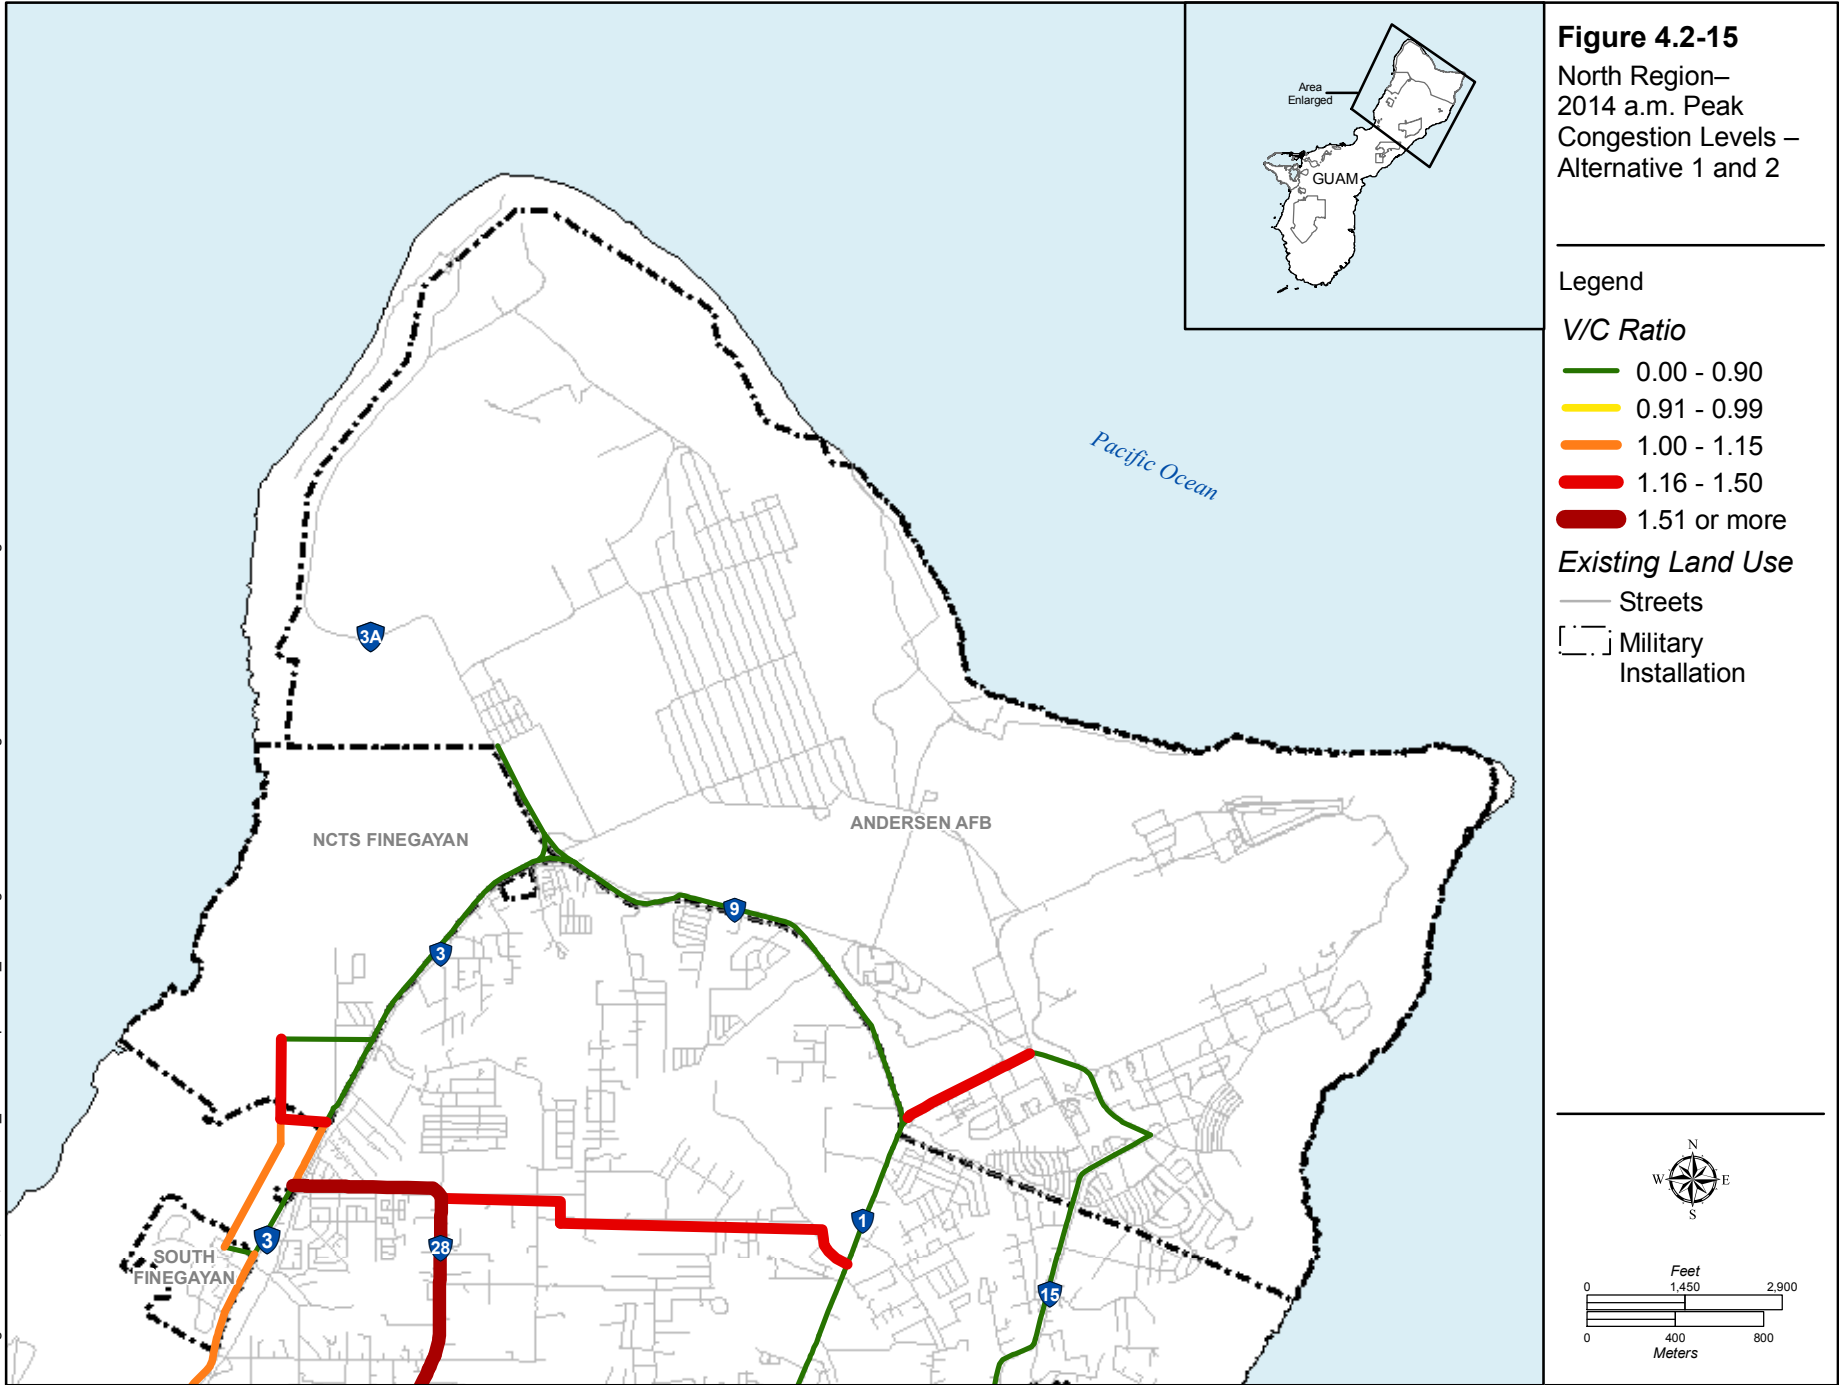 Figure 4.2-15
North Region–
2014 a.m. Peak
Congestion Levels –
Alternative 1 and 2
Legend
V/C Ratio
0.00 - 0.90
0.91 - 0.99
1.00 - 1.15
1.16 - 1.50
1.51 or more
Existing Land Use
Streets
Military
Installation
N
W E
S
Feet
0 1,450 2,900
0 400 800
Meters
Area
Enlarged
GUAM
Pacific Ocean
3A
NCTS FINEGAYAN
ANDERSEN AFB
9
3
1
28
3
SOUTH
FINEGAYAN
15